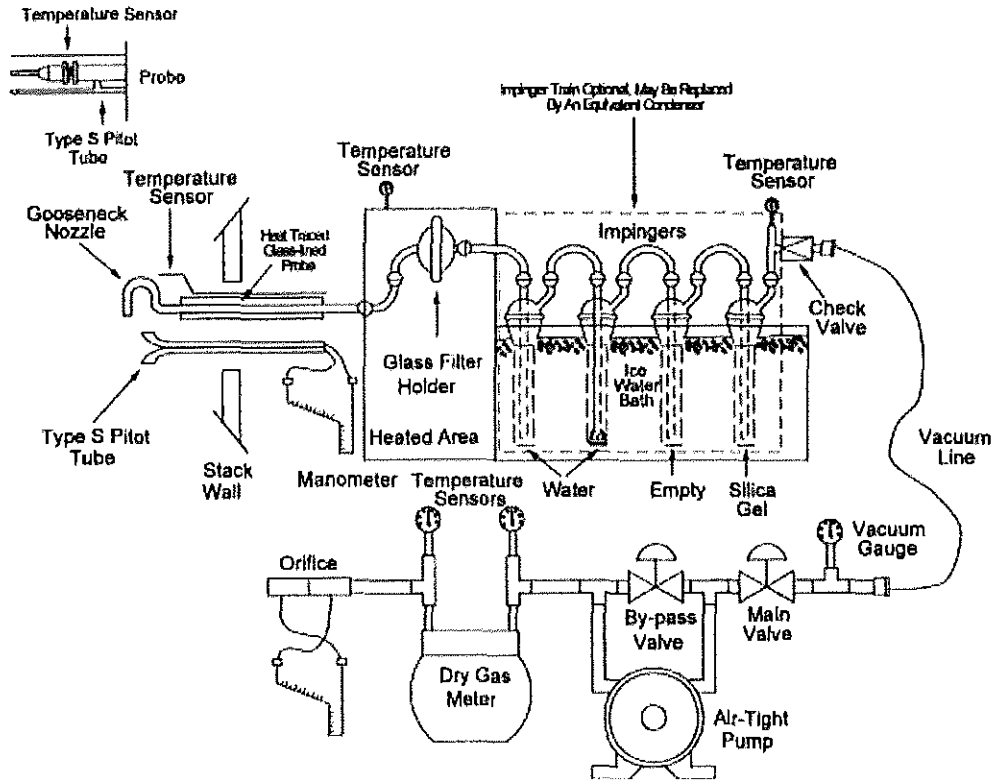 Temperature Sensor
Probe
Type S Pilot
Tube
Impinger Train Optional, May Be Replaced
By An Equivalent Condenser
Temperature
Sensor
Temperature
Sensor
Temperature
Sensor
Gooseneck
Nozzle
Heat Traced
Glass-lined
Probe
Impingers
Check
Valve
Glass Filter
Holder
Ice
Water
Bath
Heated Area
Type S Pilot
Tube
Stack
Wall
Manometer
Temperature
Sensors
Water
Empty
Silica
Gel
Vacuum
Line
Vacuum
Gauge
Orifice
By-pass
Valve
Main
Valve
Dry Gas
Meter
Air-Tight
Pump